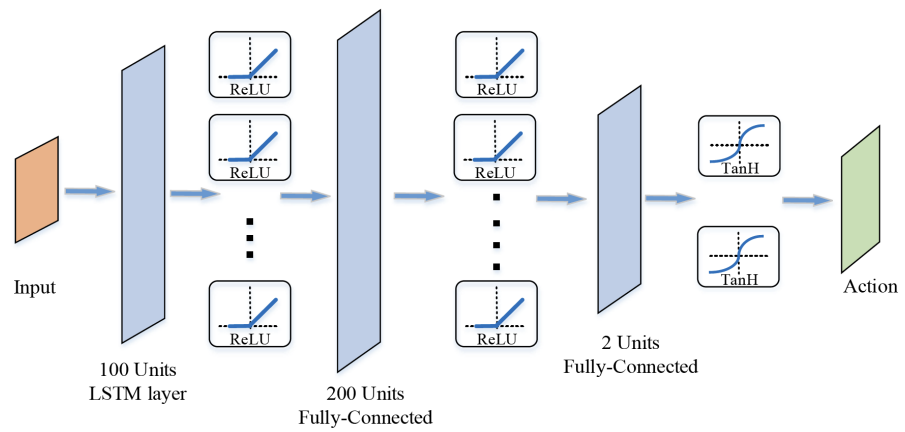 Input
100 Units
LSTM layer
ReLU
ReLU
ReLU
200 Units
Fully-Connected
ReLU
ReLU
ReLU
2 Units
Fully-Connected
TanH
TanH
Action